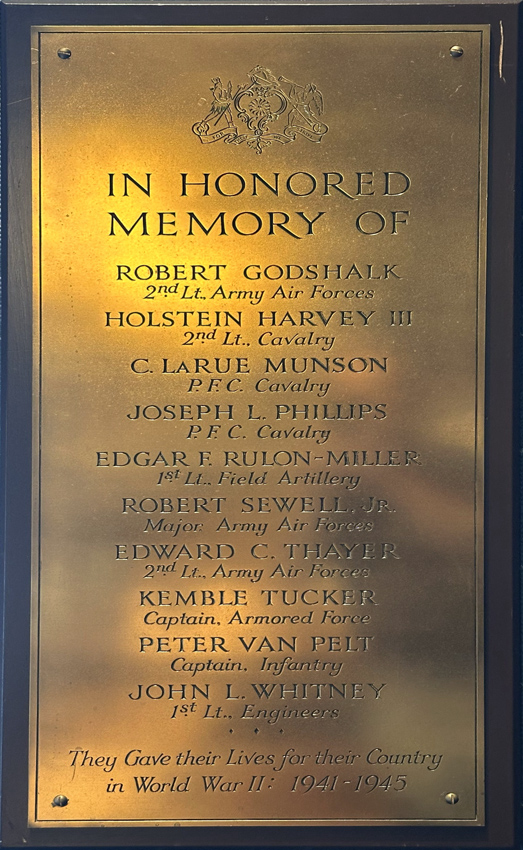 IN HONORED
MEMORY OF
ROBERT GODSHALK
2nd Lt., Army Air Forces
HOLSTEIN HARVEY III
2nd Lt., Cavalry
C. LaRUE MUNSON
P. F. C. Cavalry
JOSEPH L. PHILLIPS
P. F. C. Cavalry
EDGAR F. RULON-MILLER
1st Lt., Field Artillery
ROBERT SEWELL, JR.
Major, Army Air Forces
EDWARD C. THAYER
2nd Lt., Army Air Forces
KEMBLE TUCKER
Captain, Armored Force
PETER VAN PELT
Captain, Infantry
JOHN L. WHITNEY
1st Lt., Engineers
They Gave their Lives for their Country
in World War II: 1941-1945